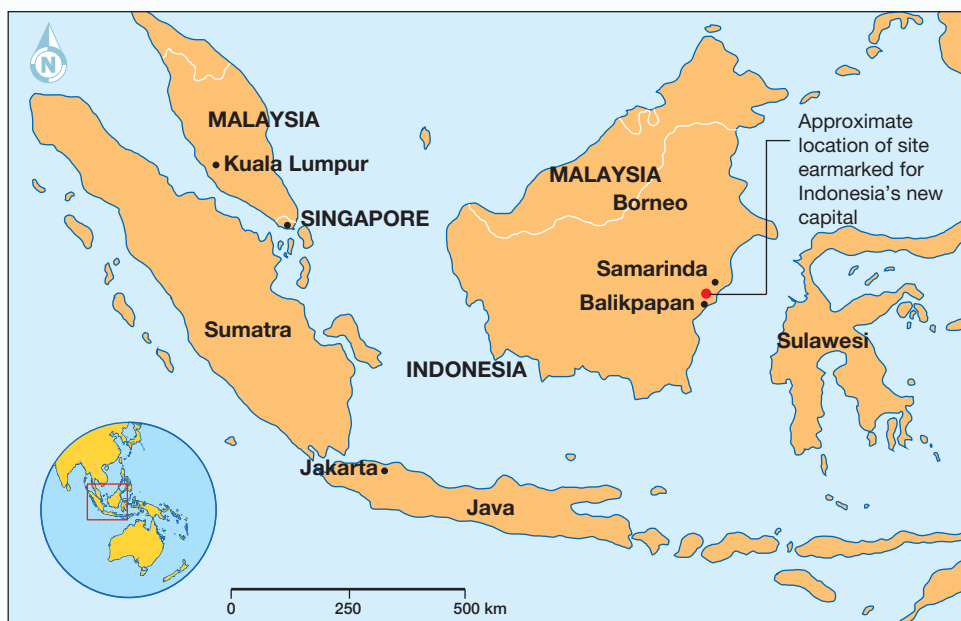 N
MALAYSIA
Kuala Lumpur
SINGAPORE
Sumatra
MALAYSIA
Borneo
Samarinda
Balikpapan
Approximate
location of site
earmarked for
Indonesia's new
capital
Sulawesi
INDONESIA
Jakarta
Java
0 250 500 km